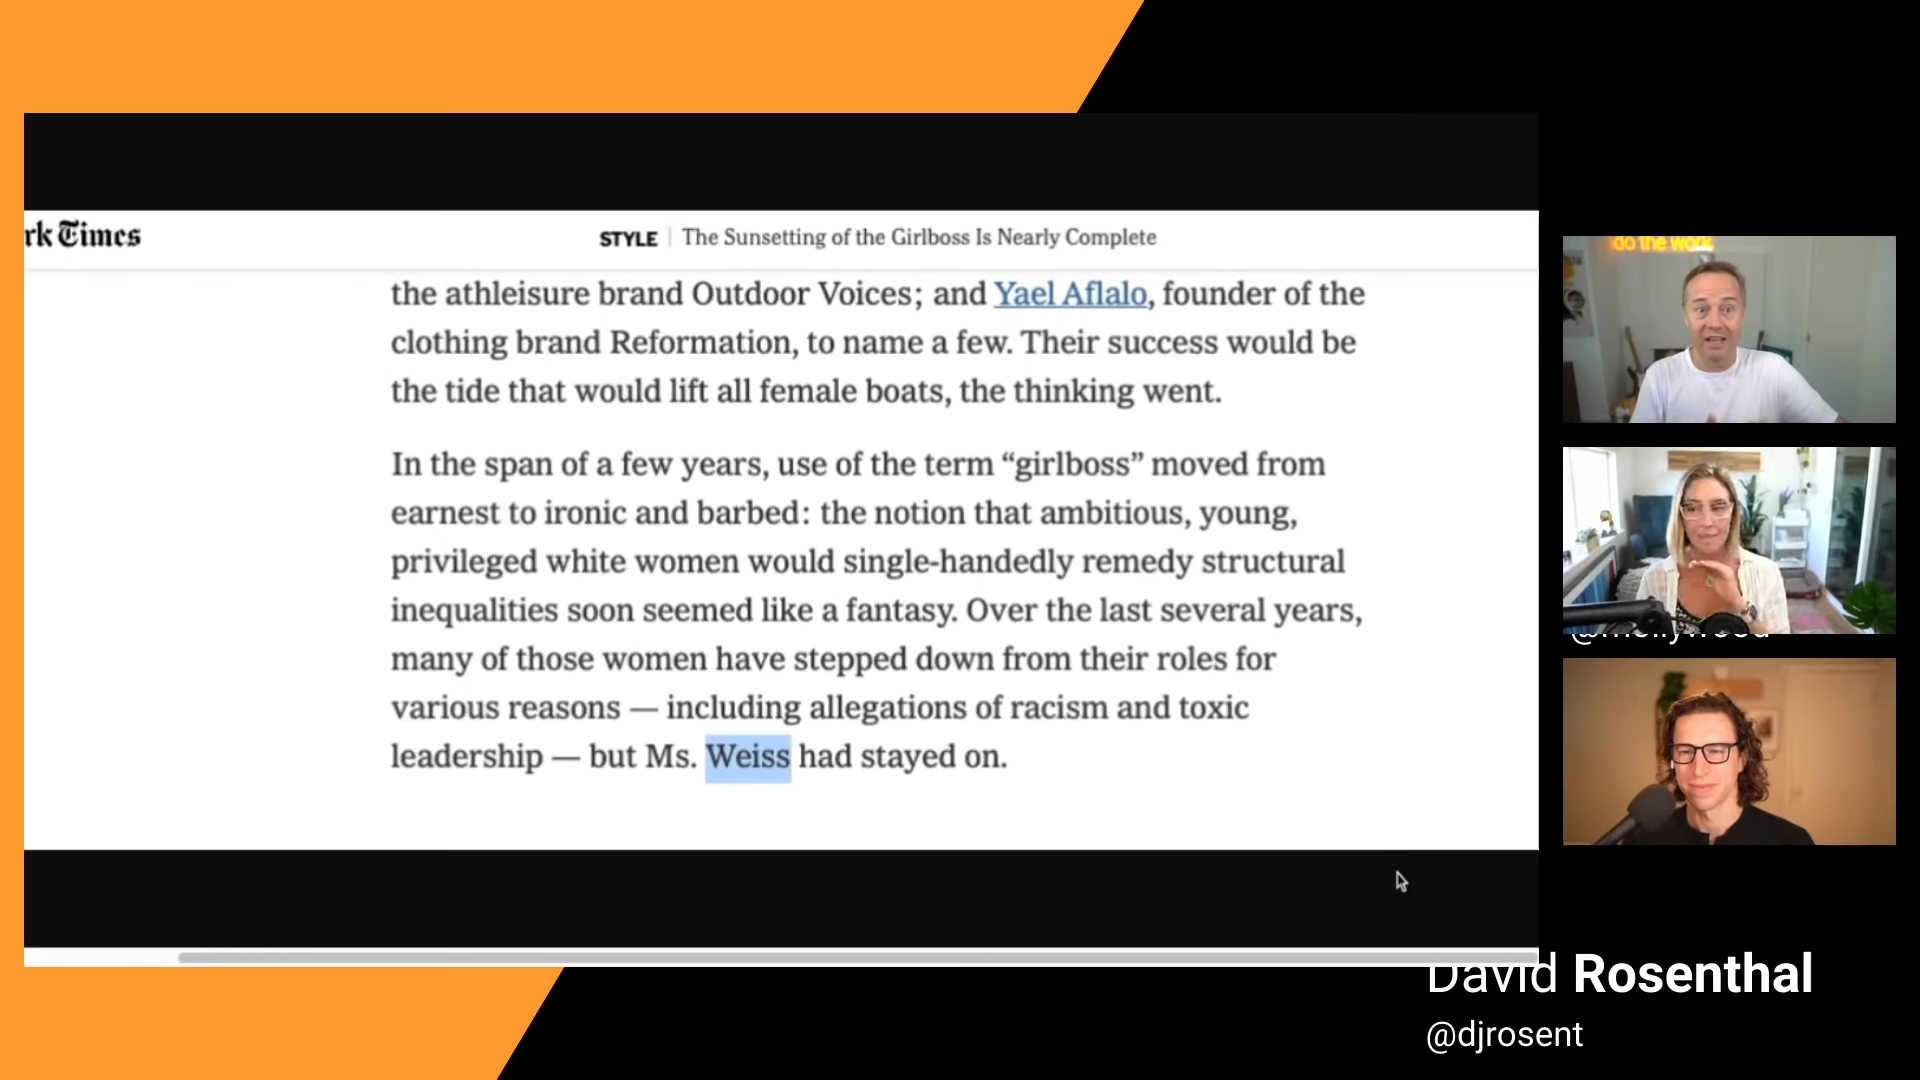 rk Times
STYLE | The Sunsetting of the Girlboss Is Nearly Complete
the athleisure brand Outdoor Voices; and Yael Aflalo, founder of the
clothing brand Reformation, to name a few. Their success would be
the tide that would lift all female boats, the thinking went.
In the span of a few years, use of the term “girlboss” moved from
earnest to ironic and barbed: the notion that ambitious, young,
privileged white women would single-handedly remedy structural
inequalities soon seemed like a fantasy. Over the last several years,
many of those women have stepped down from their roles for
various reasons — including allegations of racism and toxic
leadership — but Ms. Weiss had stayed on.
do the work
@mollywood
David Rosenthal
@djrosent